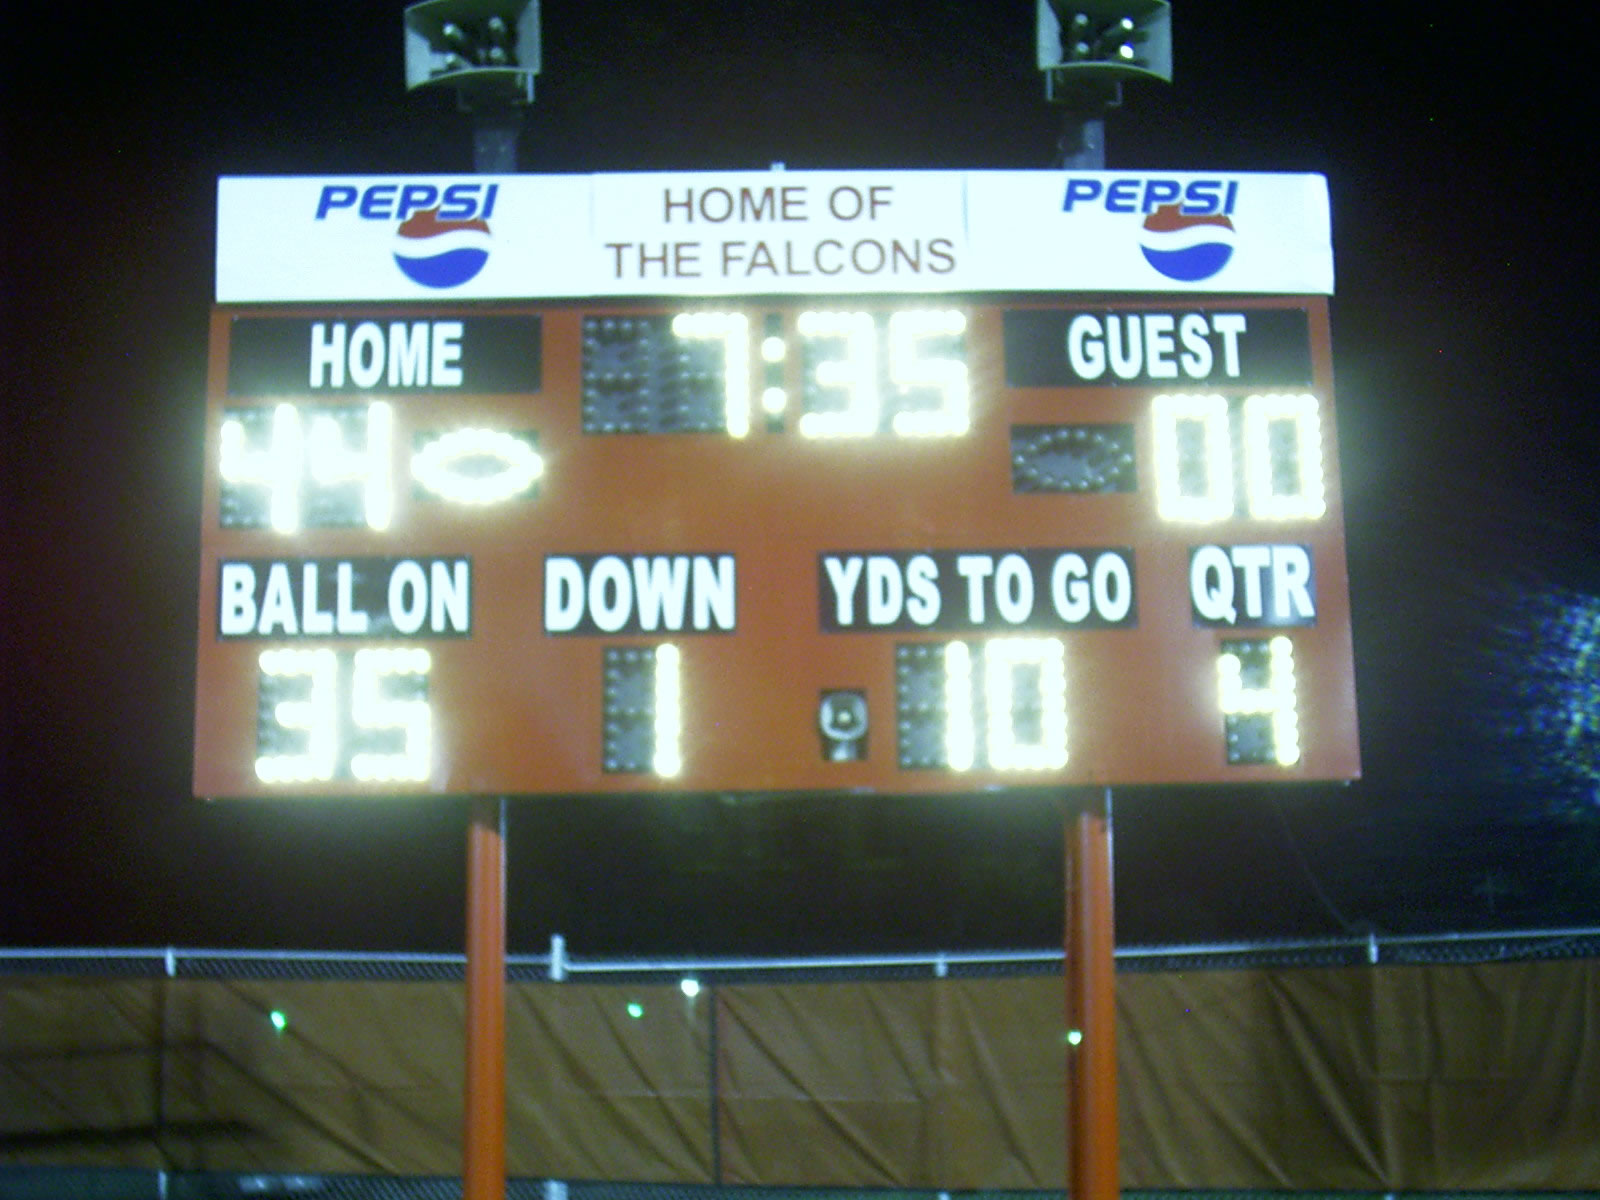 PEPSI HOME OF PEPSI
THE FALCONS
HOME 7:35 GUEST
44 00
BALL ON DOWN YDS TO GO QTR
35 1 10 4